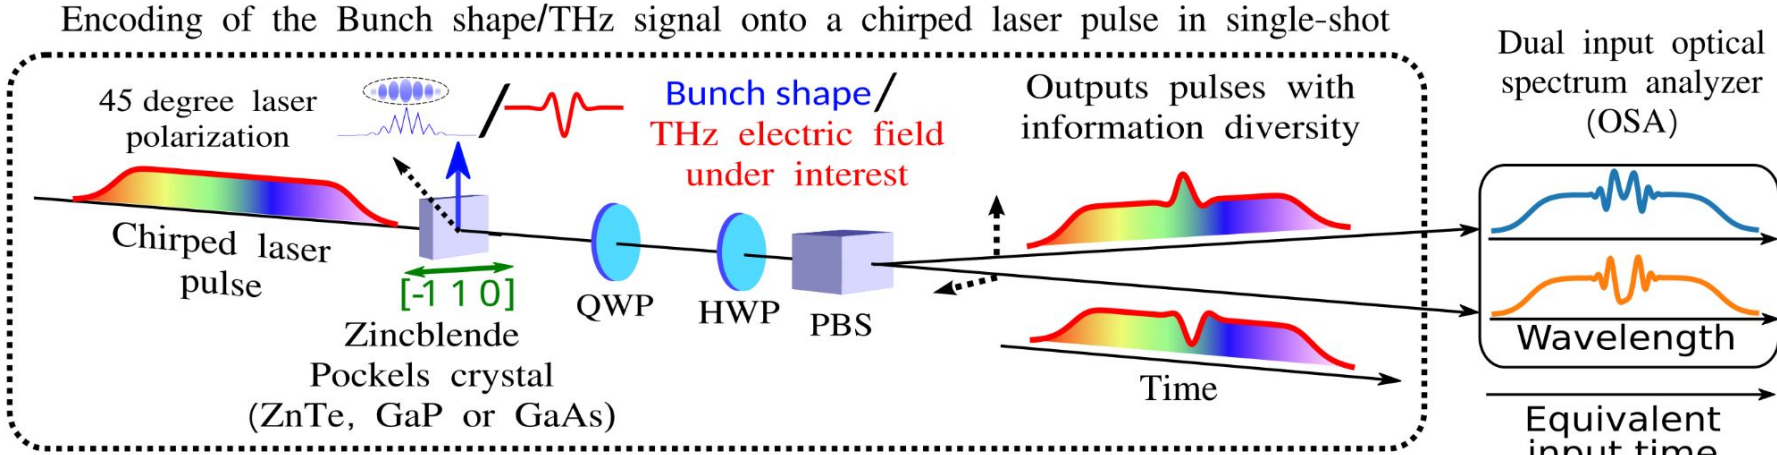 Encoding of the Bunch shape/THz signal onto a chirped laser pulse in single-shot
45 degree laser
polarization
Chirped laser
pulse
[-1 1 0]
Zincblende
Pockels crystal
(ZnTe, GaP or GaAs)
Bunch shape/
THz electric field
under interest
QWP
HWP
PBS
Outputs pulses with
information diversity
Time
Dual input optical
spectrum analyzer
(OSA)
Wavelength
Equivalent
input time